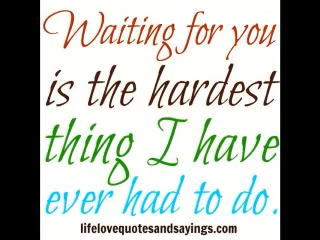 Waiting for you
is the hardest
thing I have
ever had to do.
lifelovequotesandsayings.com